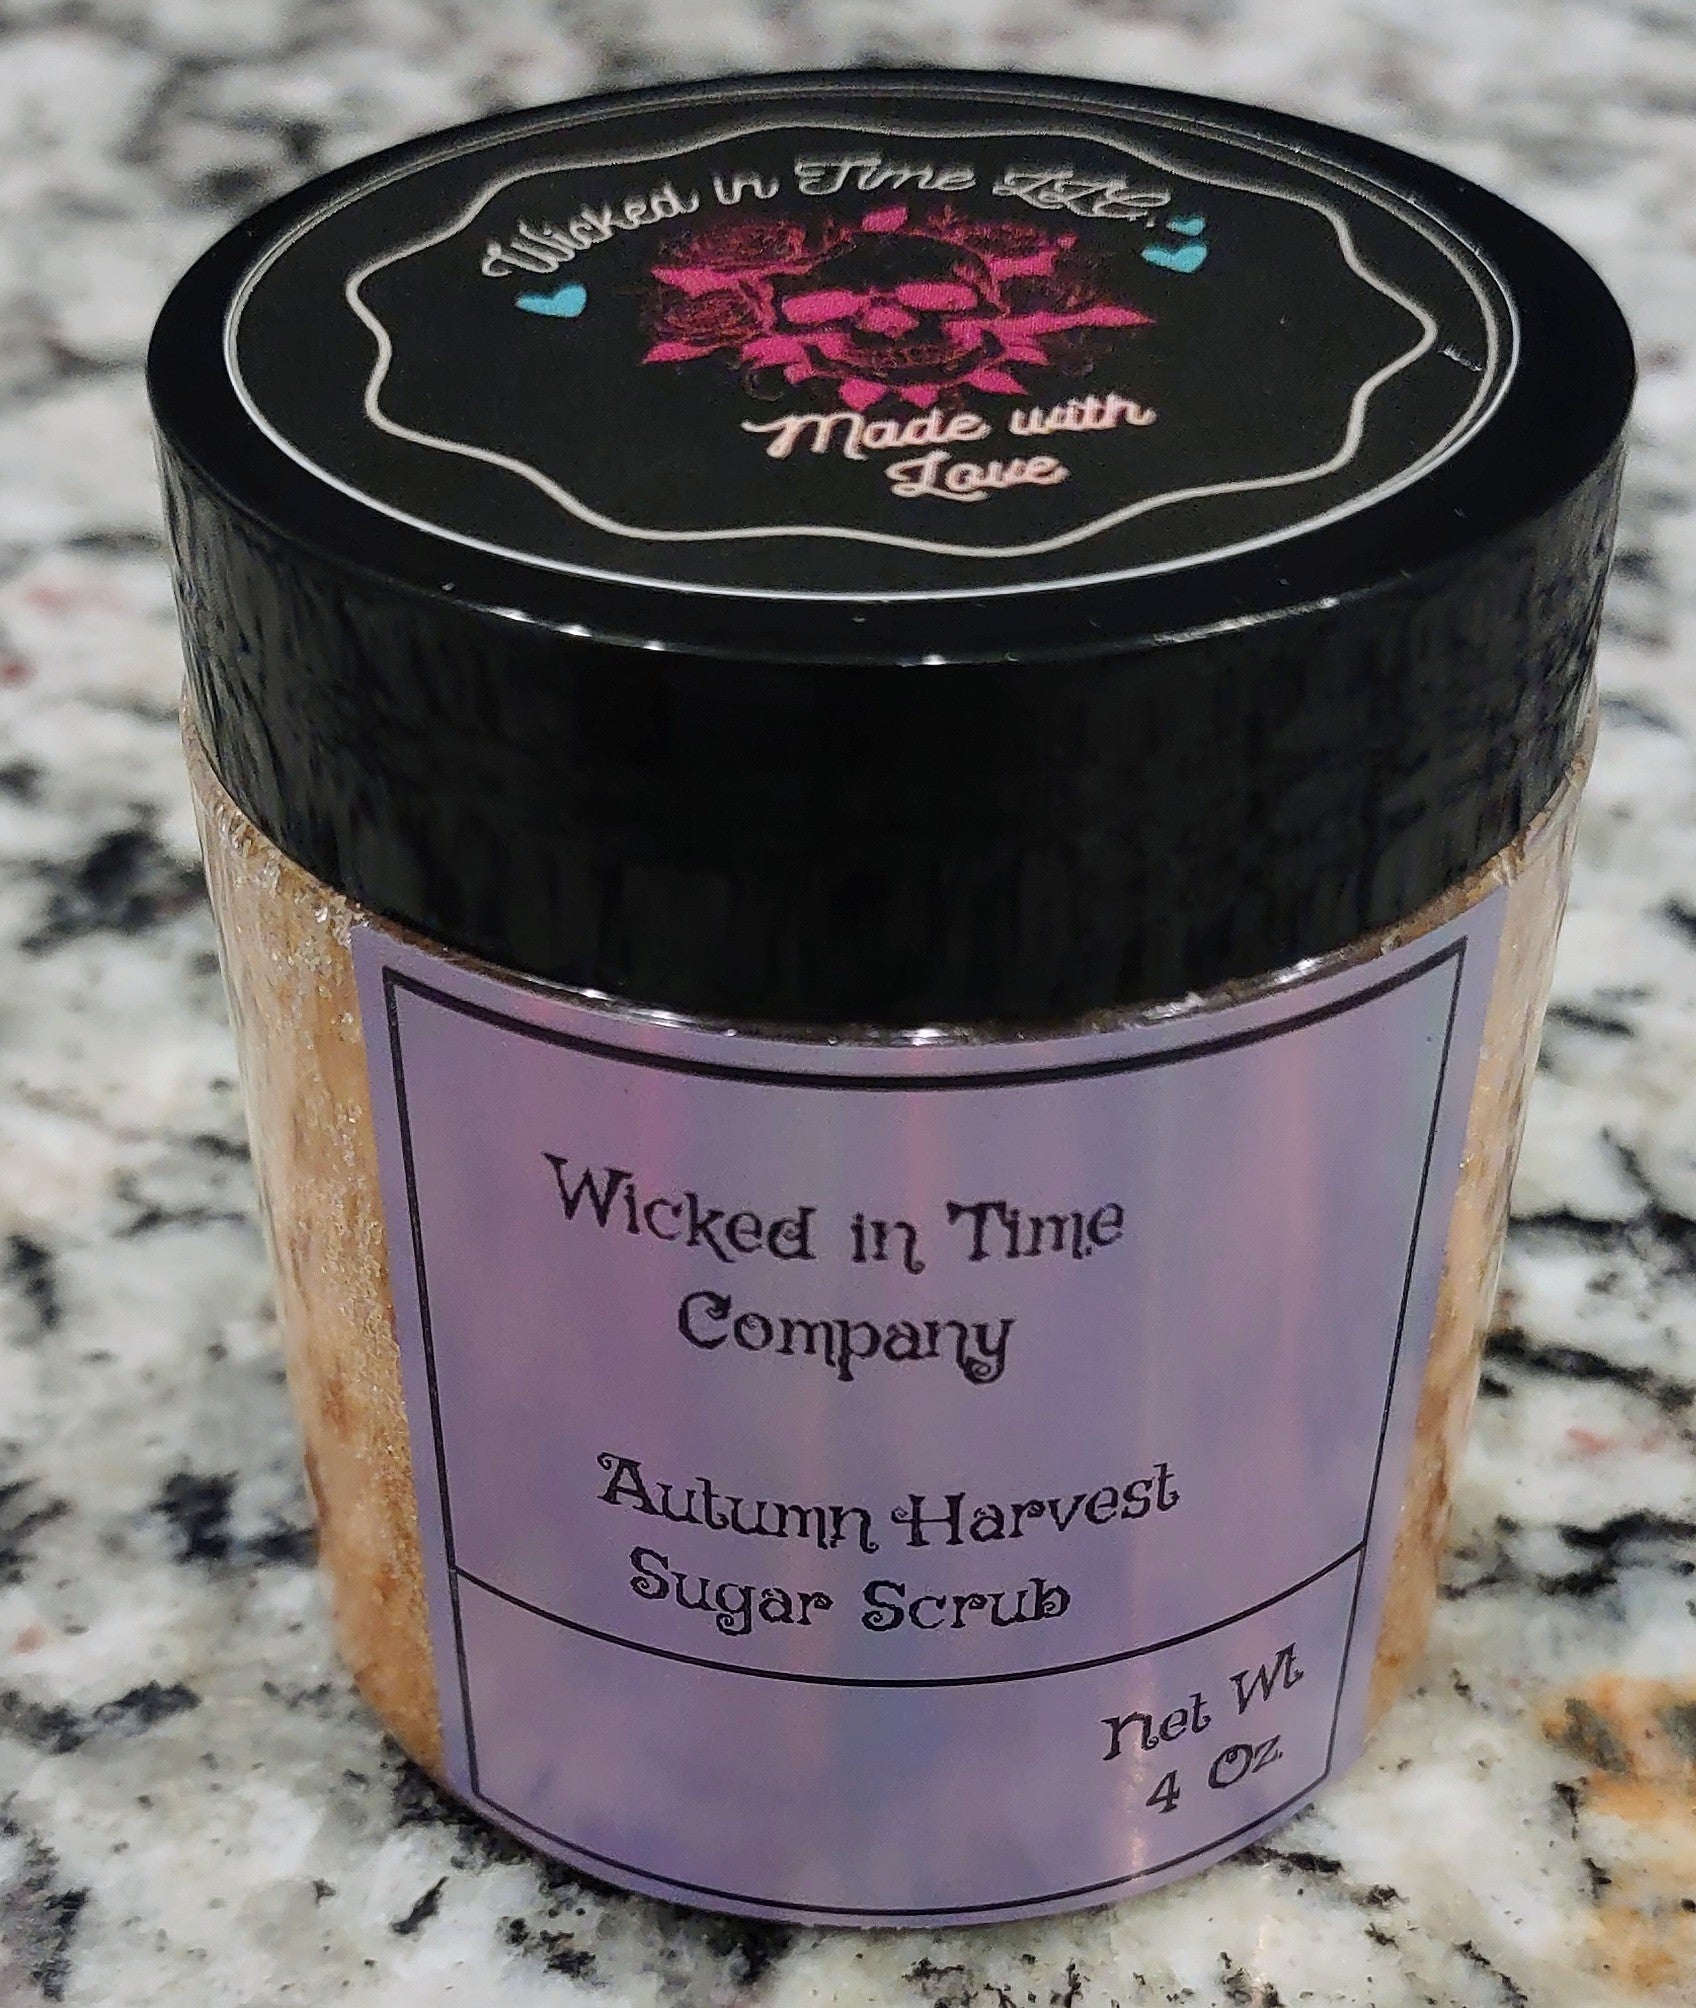 Wicked in Time LLC.
Made with
Love
Wicked in Time
Company
Autumn Harvest
Sugar Scrub
Net Wt
4 Oz.